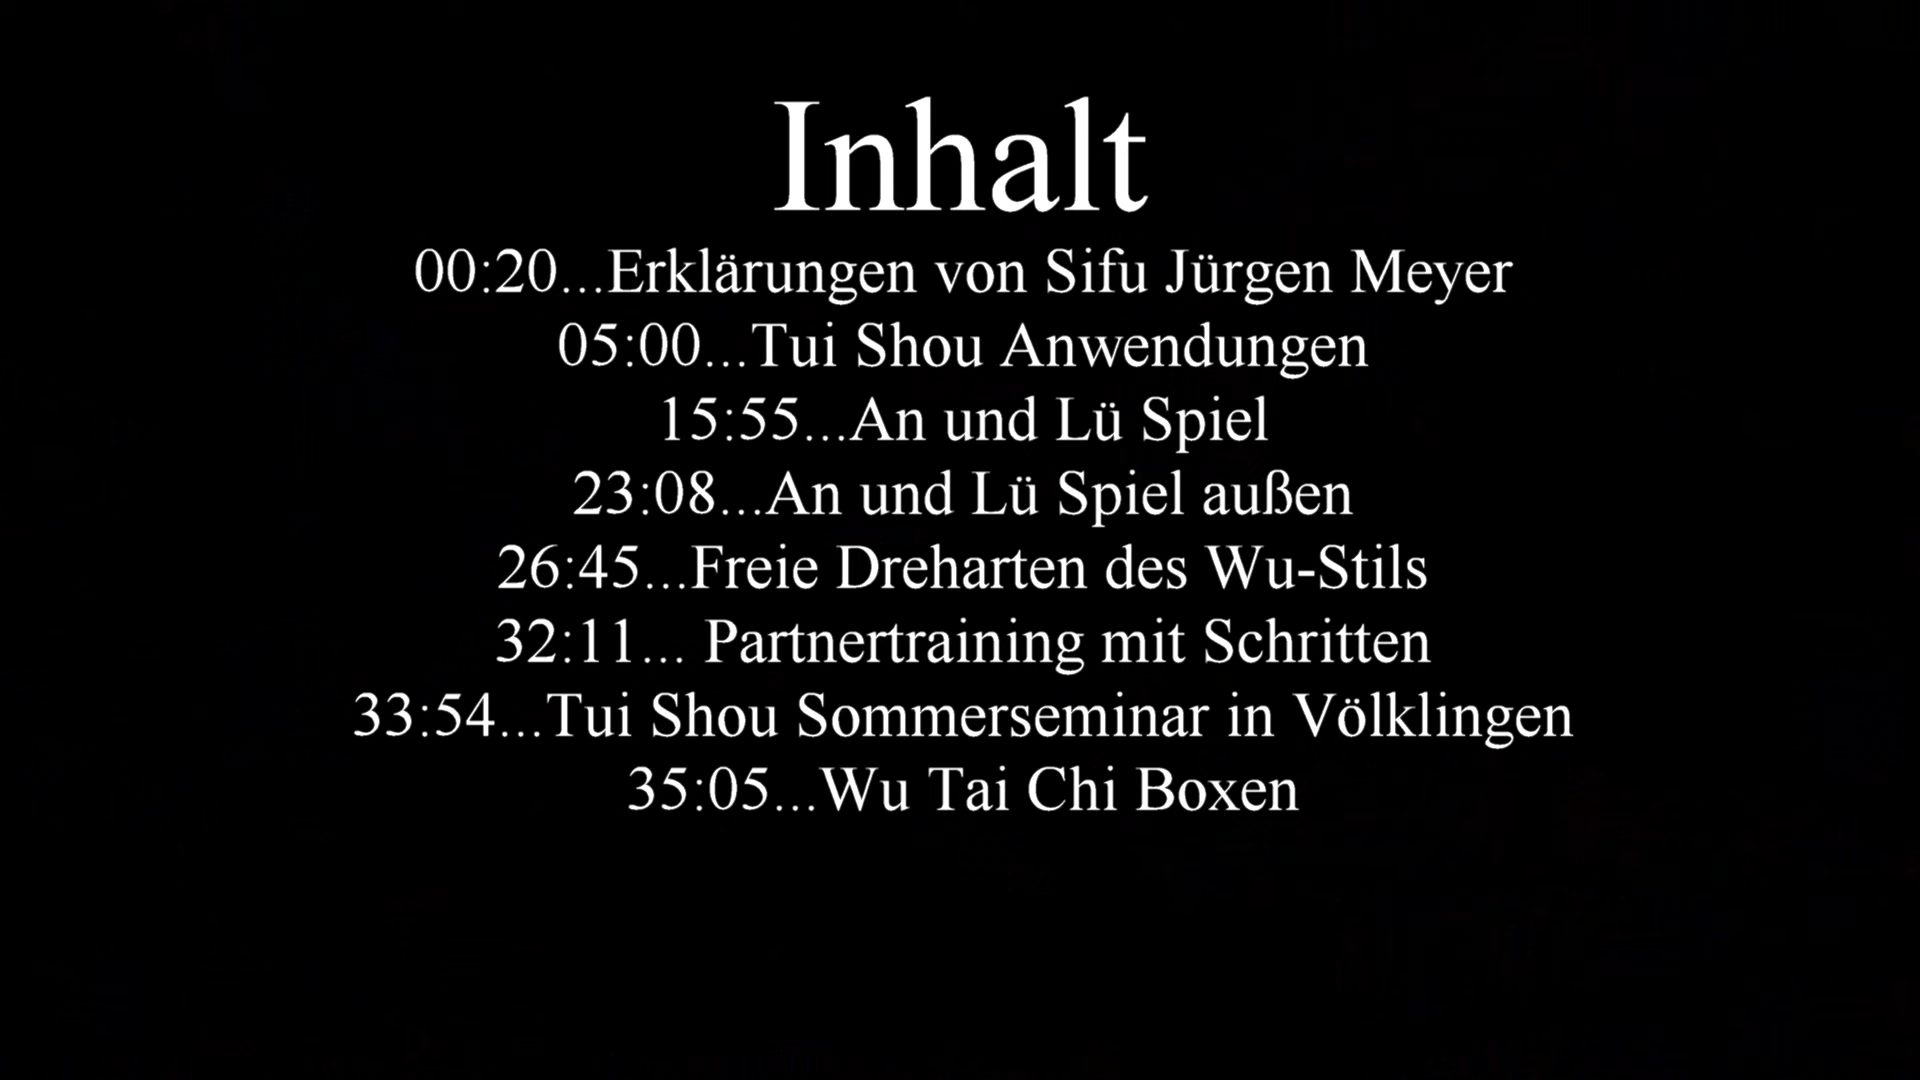 Inhalt
00:20...Erklärungen von Sifu Jürgen Meyer
05:00...Tui Shou Anwendungen
15:55...An und Lü Spiel
23:08...An und Lü Spiel außen
26:45...Freie Dreharten des Wu-Stils
32:11... Partnertraining mit Schritten
33:54...Tui Shou Sommerseminar in Völklingen
35:05...Wu Tai Chi Boxen